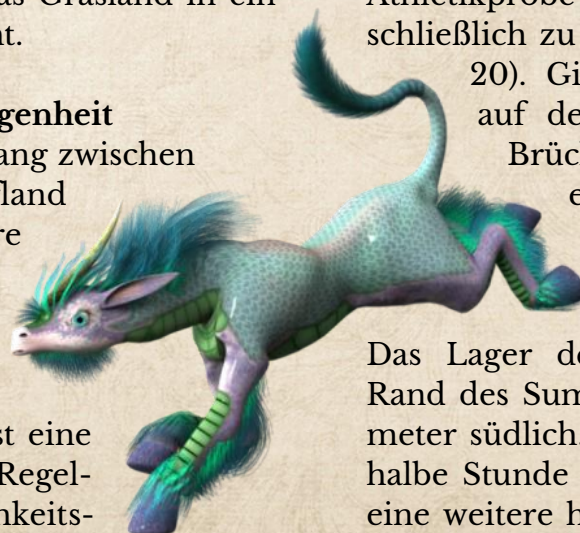 as Grasland in ein
t.
genheit
ang zwischen
land
re
st eine
Regel-
keits-
Athletikprobe
schließlich zu
20). Gi
auf de
Brüc
e
Das Lager de
Rand des Sum
meter südlich.
halbe Stunde
eine weitere h